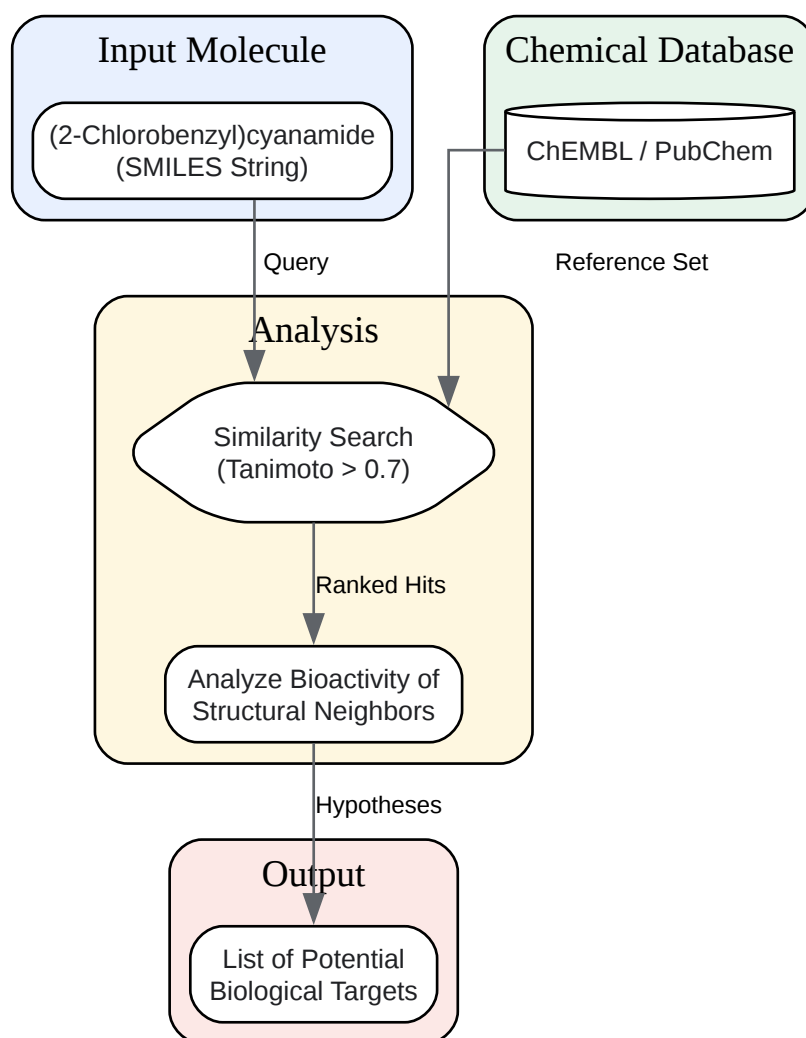 Input Molecule
(2-Chlorobenzyl)cyanamide
(SMILES String)
Chemical Database
ChEMBL / PubChem
Query
Reference Set
Analysis
Similarity Search
(Tanimoto > 0.7)
Ranked Hits
Analyze Bioactivity of
Structural Neighbors
Hypotheses
Output
List of Potential
Biological Targets